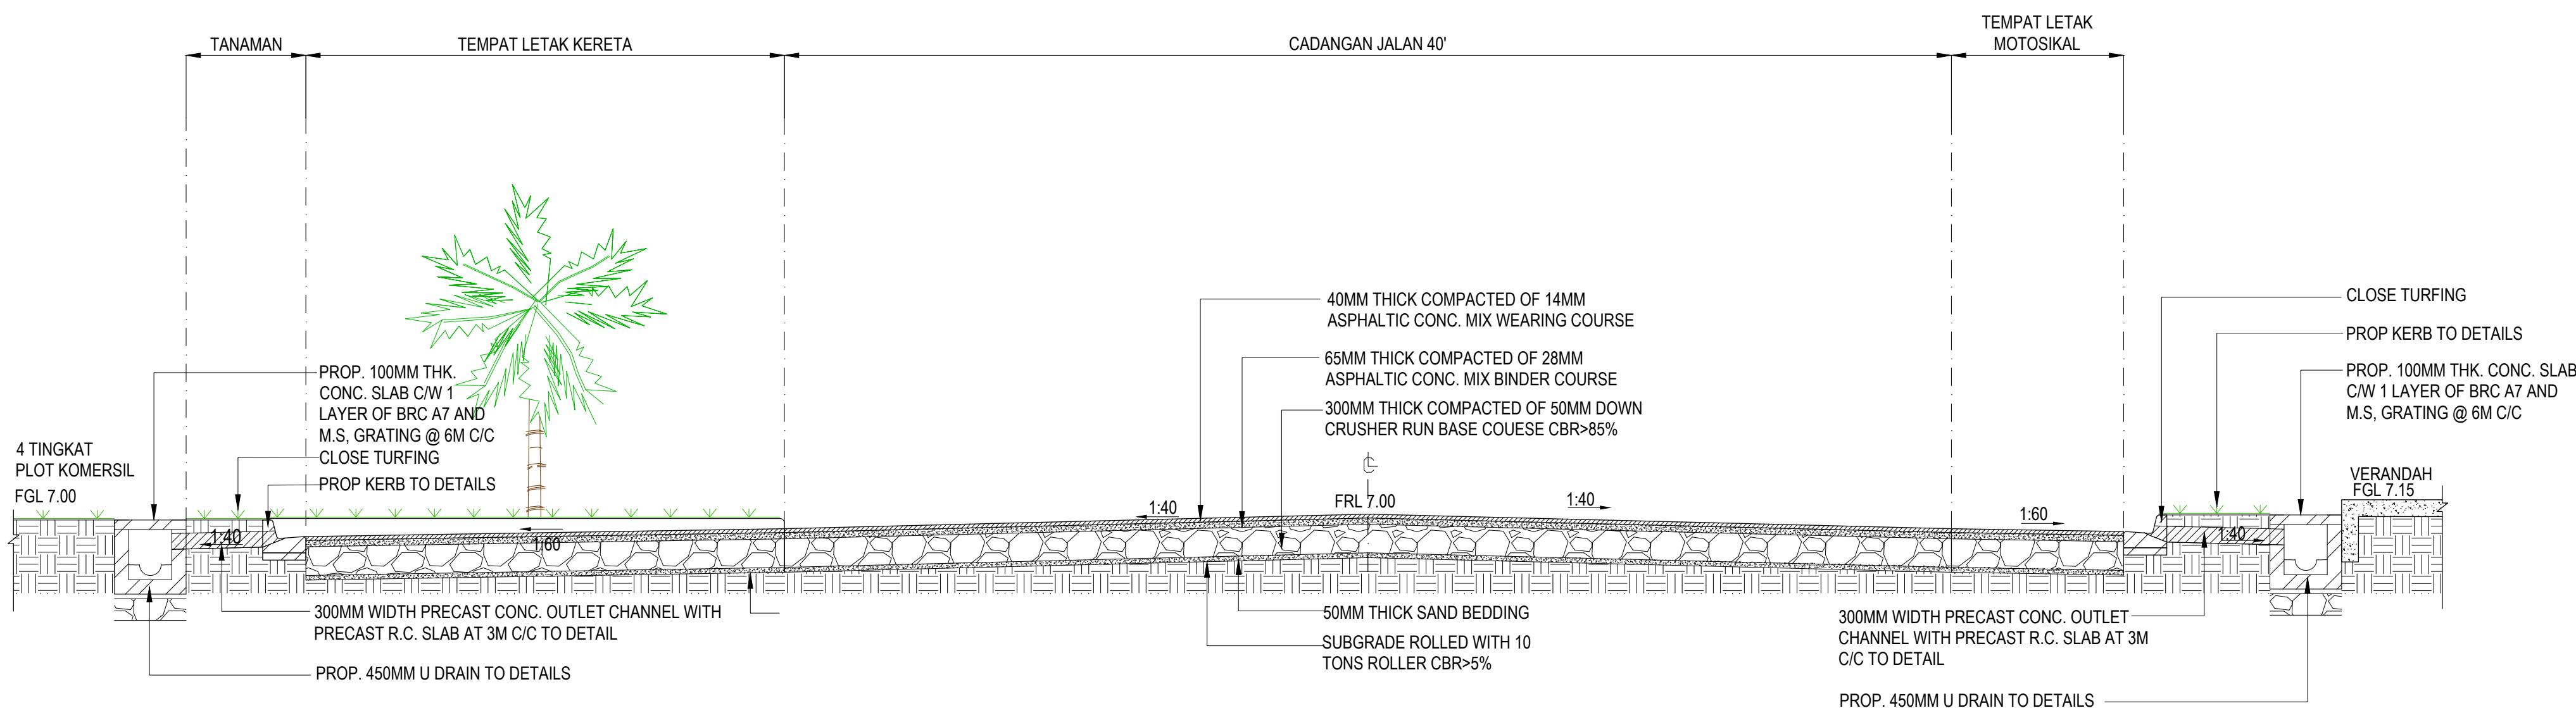 TANAMAN
TEMPAT LETAK KERETA
CADANGAN JALAN 40'
TEMPAT LETAK
MOTOSIKAL
40MM THICK COMPACTED OF 14MM
ASPHALTIC CONC. MIX WEARING COURSE
65MM THICK COMPACTED OF 28MM
ASPHALTIC CONC. MIX BINDER COURSE
300MM THICK COMPACTED OF 50MM DOWN
CRUSHER RUN BASE COUESE CBR>85%
CLOSE TURFING
PROP KERB TO DETAILS
PROP. 100MM THK. CONC. SLAB
C/W 1 LAYER OF BRC A7 AND
M.S, GRATING @ 6M C/C
PROP. 100MM THK.
CONC. SLAB C/W 1
LAYER OF BRC A7 AND
M.S, GRATING @ 6M C/C
CLOSE TURFING
PROP KERB TO DETAILS
4 TINGKAT
PLOT KOMERSIL
FGL 7.00
VERANDAH
FGL 7.15
FRL 7.00
1:40
1:40
1:60
1:40
1:60
1:40
300MM WIDTH PRECAST CONC. OUTLET CHANNEL WITH
PRECAST R.C. SLAB AT 3M C/C TO DETAIL
PROP. 450MM U DRAIN TO DETAILS
50MM THICK SAND BEDDING
SUBGRADE ROLLED WITH 10
TONS ROLLER CBR>5%
300MM WIDTH PRECAST CONC. OUTLET
CHANNEL WITH PRECAST R.C. SLAB AT 3M
C/C TO DETAIL
PROP. 450MM U DRAIN TO DETAILS